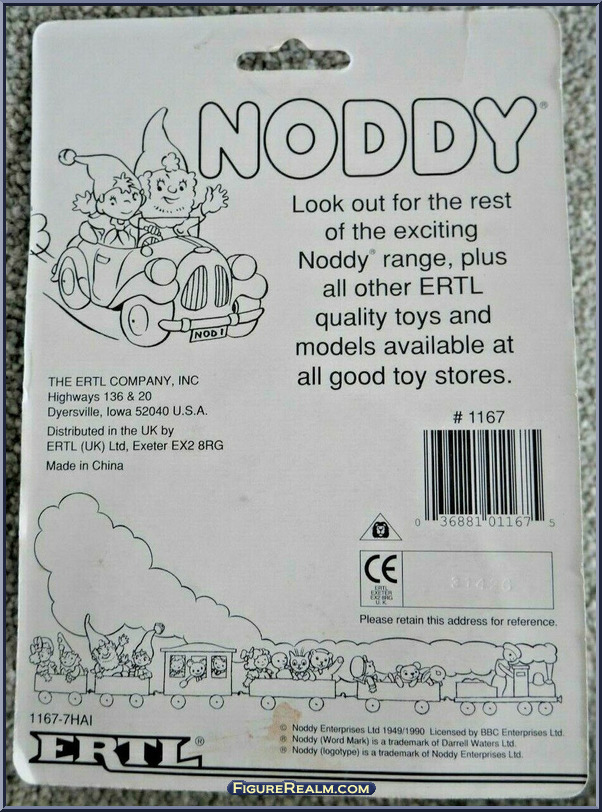 NODDY®
Look out for the rest
of the exciting
Noddy® range, plus
all other ERTL
quality toys and
models available at
all good toy stores.
NOD 1
THE ERTL COMPANY, INC
Highways 136 & 20
Dyersville, Iowa 52040 U.S.A.
Distributed in the UK by
ERTL (UK) Ltd, Exeter EX2 8RG
Made in China
# 1167
0 36881 01167 5
CE
ERTL
EXETER
EX2 8RG
U.K.
Please retain this address for reference.
1167-7HAI
ERTL®
© Noddy Enterprises Ltd 1949/1990 Licensed by BBC Enterprises Ltd.
® Noddy (Word Mark) is a trademark of Darrell Waters Ltd.
® Noddy (logotype) is a trademark of Noddy Enterprises Ltd.
FigureRealm.com